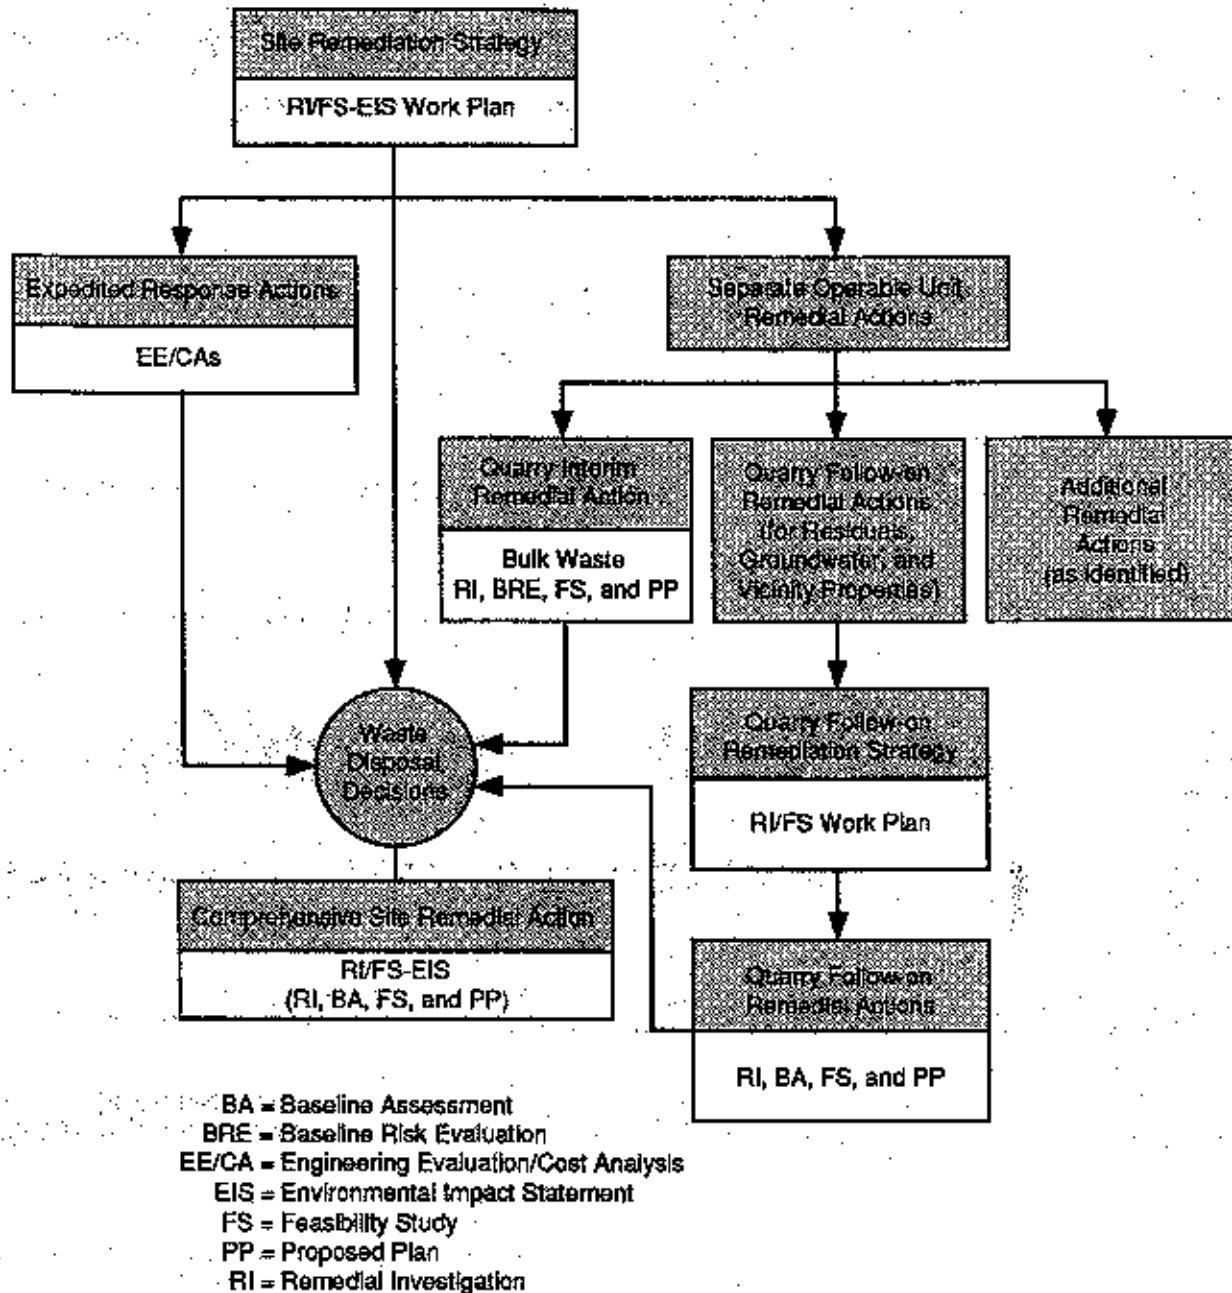 Site Remediation Strategy
RI/FS-EIS Work Plan
Expedited Response Actions
EE/CAs
Separate Operable Unit
Remedial Actions
Quarry Interim
Remedial Action
Bulk Waste
RI, BRE, FS, and PP
Quarry Follow-on
Remedial Actions
(for Residuals,
Groundwater, and
Vicinity Properties)
Additional
Remedial
Actions
(as identified)
Waste
Disposal
Decisions
Quarry Follow-on
Remediation Strategy
RI/FS Work Plan
Comprehensive Site Remedial Action
RI/FS-EIS
(RI, BA, FS, and PP)
Quarry Follow-on
Remedial Actions
RI, BA, FS, and PP
BA = Baseline Assessment
BRE = Baseline Risk Evaluation
EE/CA = Engineering Evaluation/Cost Analysis
EIS = Environmental Impact Statement
FS = Feasibility Study
PP = Proposed Plan
RI = Remedial Investigation